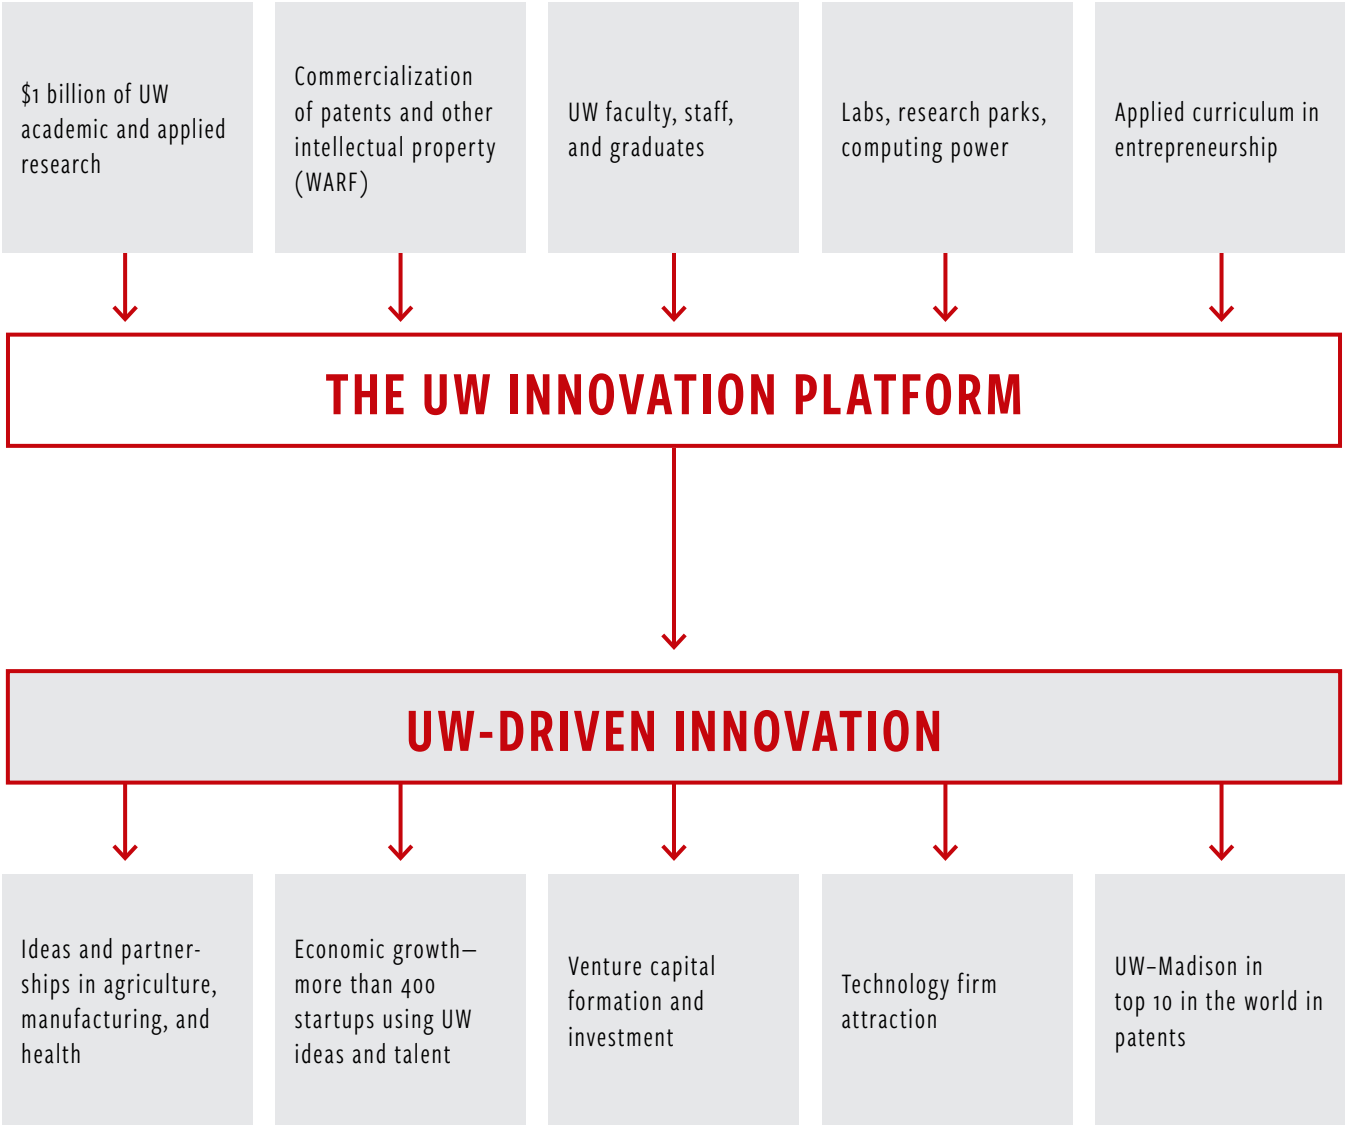 $1 billion of UW
academic and applied
research
Commercialization
of patents and other
intellectual property
(WARF)
UW faculty, staff,
and graduates
Labs, research parks,
computing power
Applied curriculum in
entrepreneurship
THE UW INNOVATION PLATFORM
UW-DRIVEN INNOVATION
Ideas and partner-
ships in agriculture,
manufacturing, and
health
Economic growth—
more than 400
startups using UW
ideas and talent
Venture capital
formation and
investment
Technology firm
attraction
UW–Madison in
top 10 in the world in
patents